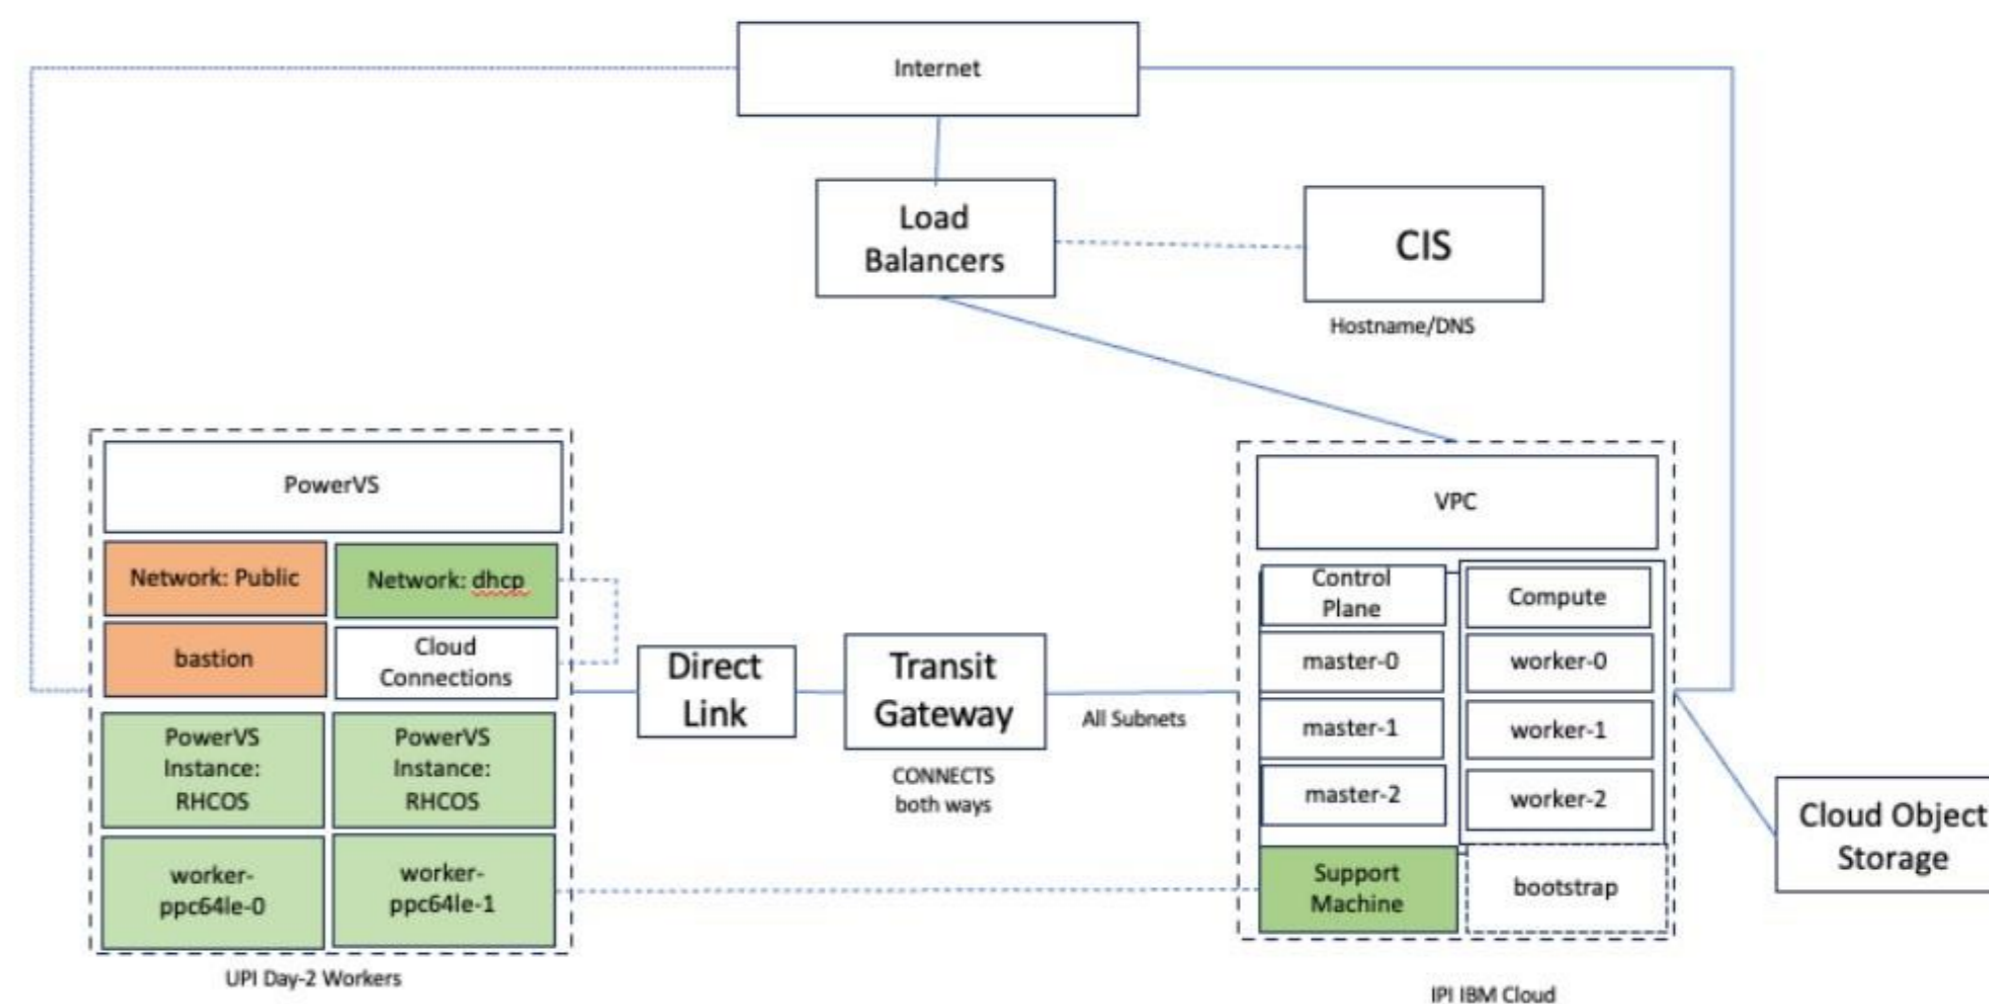 Internet
Load
Balancers
CIS
Hostname/DNS
PowerVS
Network: Public
Network: dhcp
bastion
Cloud
Connections
PowerVS
Instance:
RHCOS
PowerVS
Instance:
RHCOS
worker-
ppc64le-0
worker-
ppc64le-1
UPI Day-2 Workers
Direct
Link
Transit
Gateway
CONNECTS
both ways
All Subnets
VPC
Control
Plane
Compute
master-0
worker-0
master-1
worker-1
master-2
worker-2
Support
Machine
bootstrap
IPI IBM Cloud
Cloud Object
Storage